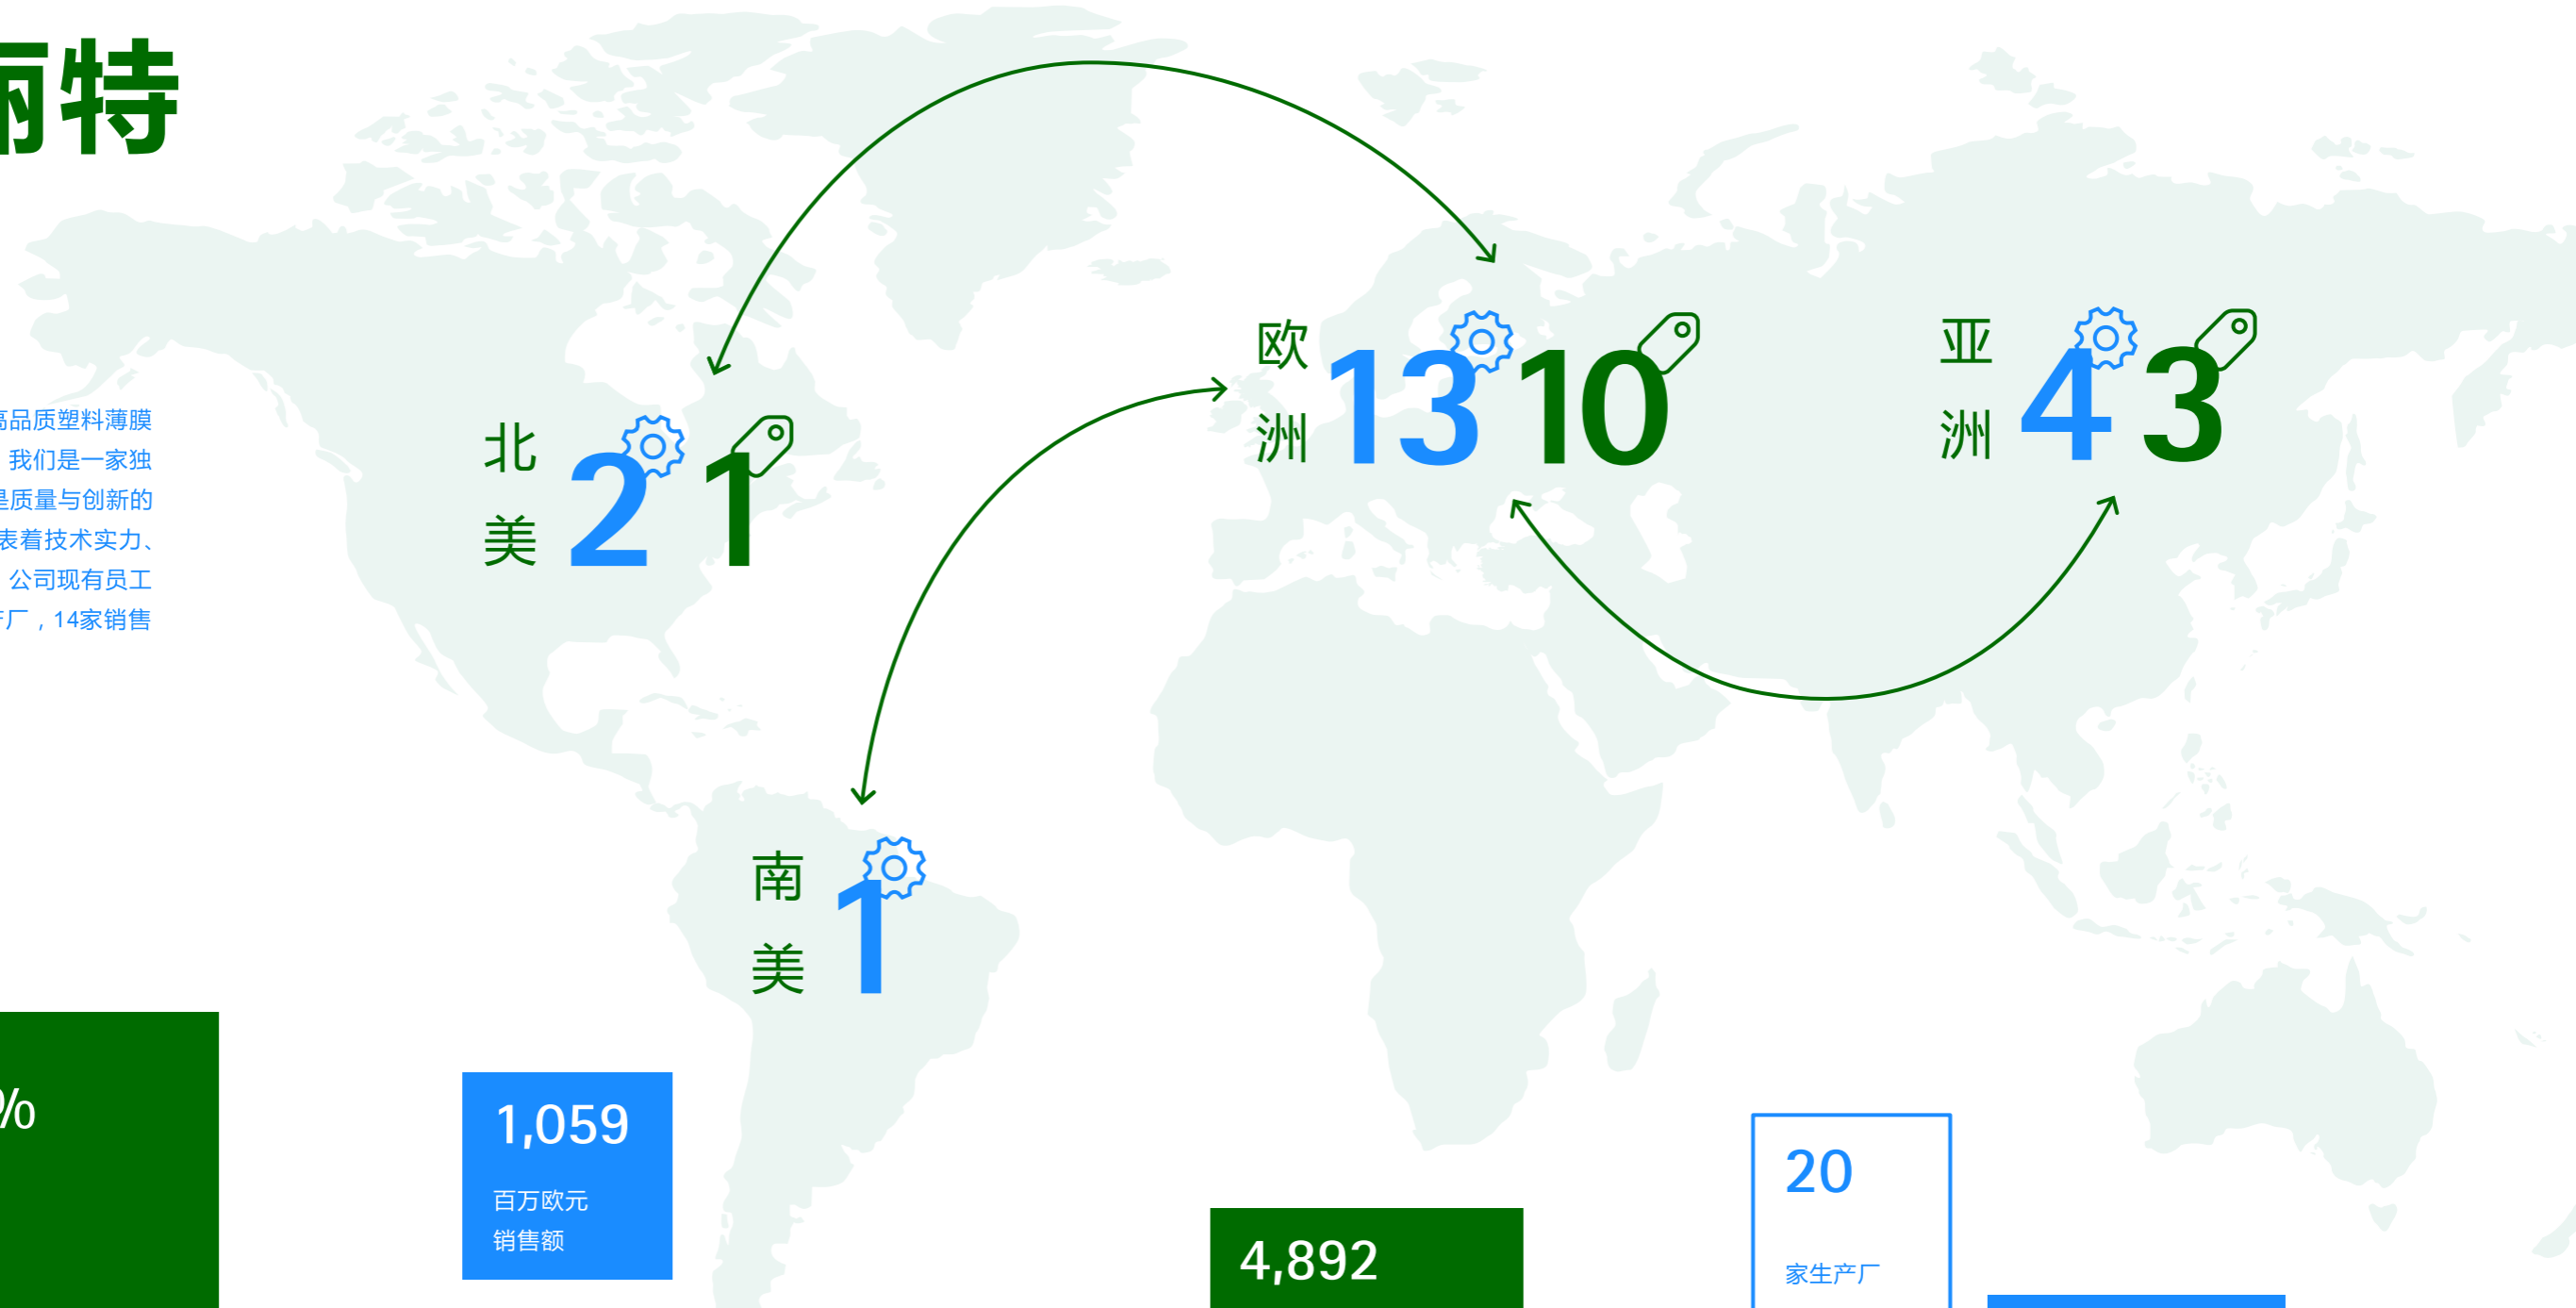 丽特
高品质塑料薄膜
我们是一家独
是质量与创新的
表着技术实力、
公司现有员工
产厂，14家销售
北美
2 1
欧洲
13 10
亚洲
4 3
南美
1
%
1,059
百万欧元
销售额
4,892
20
家生产厂